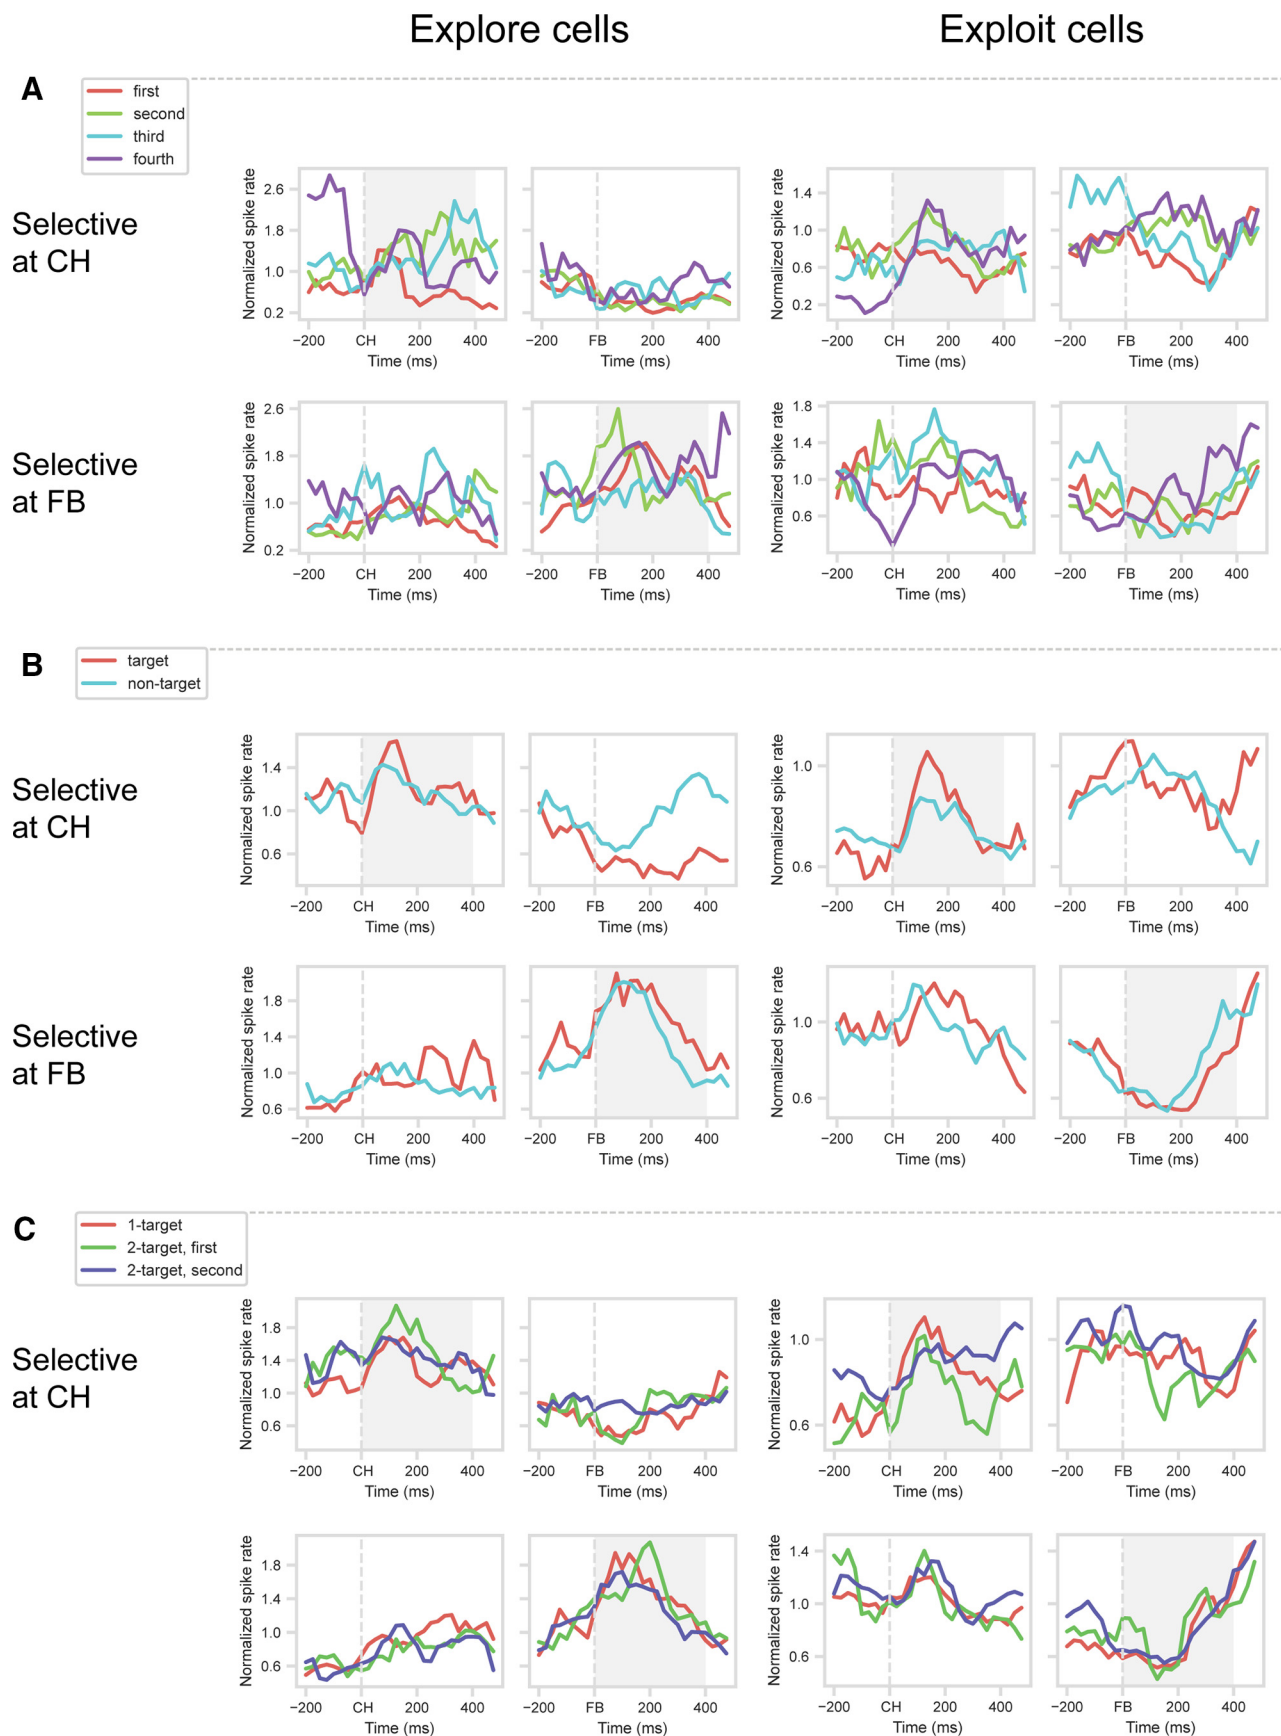 Explore cells
Exploit cells
A
first
second
third
fourth
Selective
at CH
Normalized spike rate
2.6
1.8
1.0
0.2
−200
CH
200
400
Time (ms)
−200
FB
200
400
Time (ms)
Normalized spike rate
1.4
1.0
0.6
0.2
−200
CH
200
400
Time (ms)
−200
FB
200
400
Time (ms)
Selective
at FB
Normalized spike rate
2.6
1.8
1.0
0.2
−200
CH
200
400
Time (ms)
−200
FB
200
400
Time (ms)
Normalized spike rate
1.8
1.4
1.0
0.6
−200
CH
200
400
Time (ms)
−200
FB
200
400
Time (ms)
B
target
non-target
Selective
at CH
Normalized spike rate
1.4
1.0
0.6
−200
CH
200
400
Time (ms)
−200
FB
200
400
Time (ms)
Normalized spike rate
1.0
0.6
−200
CH
200
400
Time (ms)
−200
FB
200
400
Time (ms)
Selective
at FB
Normalized spike rate
1.8
1.4
1.0
0.6
−200
CH
200
400
Time (ms)
−200
FB
200
400
Time (ms)
Normalized spike rate
1.0
0.6
−200
CH
200
400
Time (ms)
−200
FB
200
400
Time (ms)
C
1-target
2-target, first
2-target, second
Selective
at CH
Normalized spike rate
1.8
1.4
1.0
0.6
−200
CH
200
400
Time (ms)
−200
FB
200
400
Time (ms)
Normalized spike rate
1.0
0.6
−200
CH
200
400
Time (ms)
−200
FB
200
400
Time (ms)
Normalized spike rate
1.8
1.4
1.0
0.6
−200
CH
200
400
Time (ms)
−200
FB
200
400
Time (ms)
Normalized spike rate
1.4
1.0
0.6
−200
CH
200
400
Time (ms)
−200
FB
200
400
Time (ms)